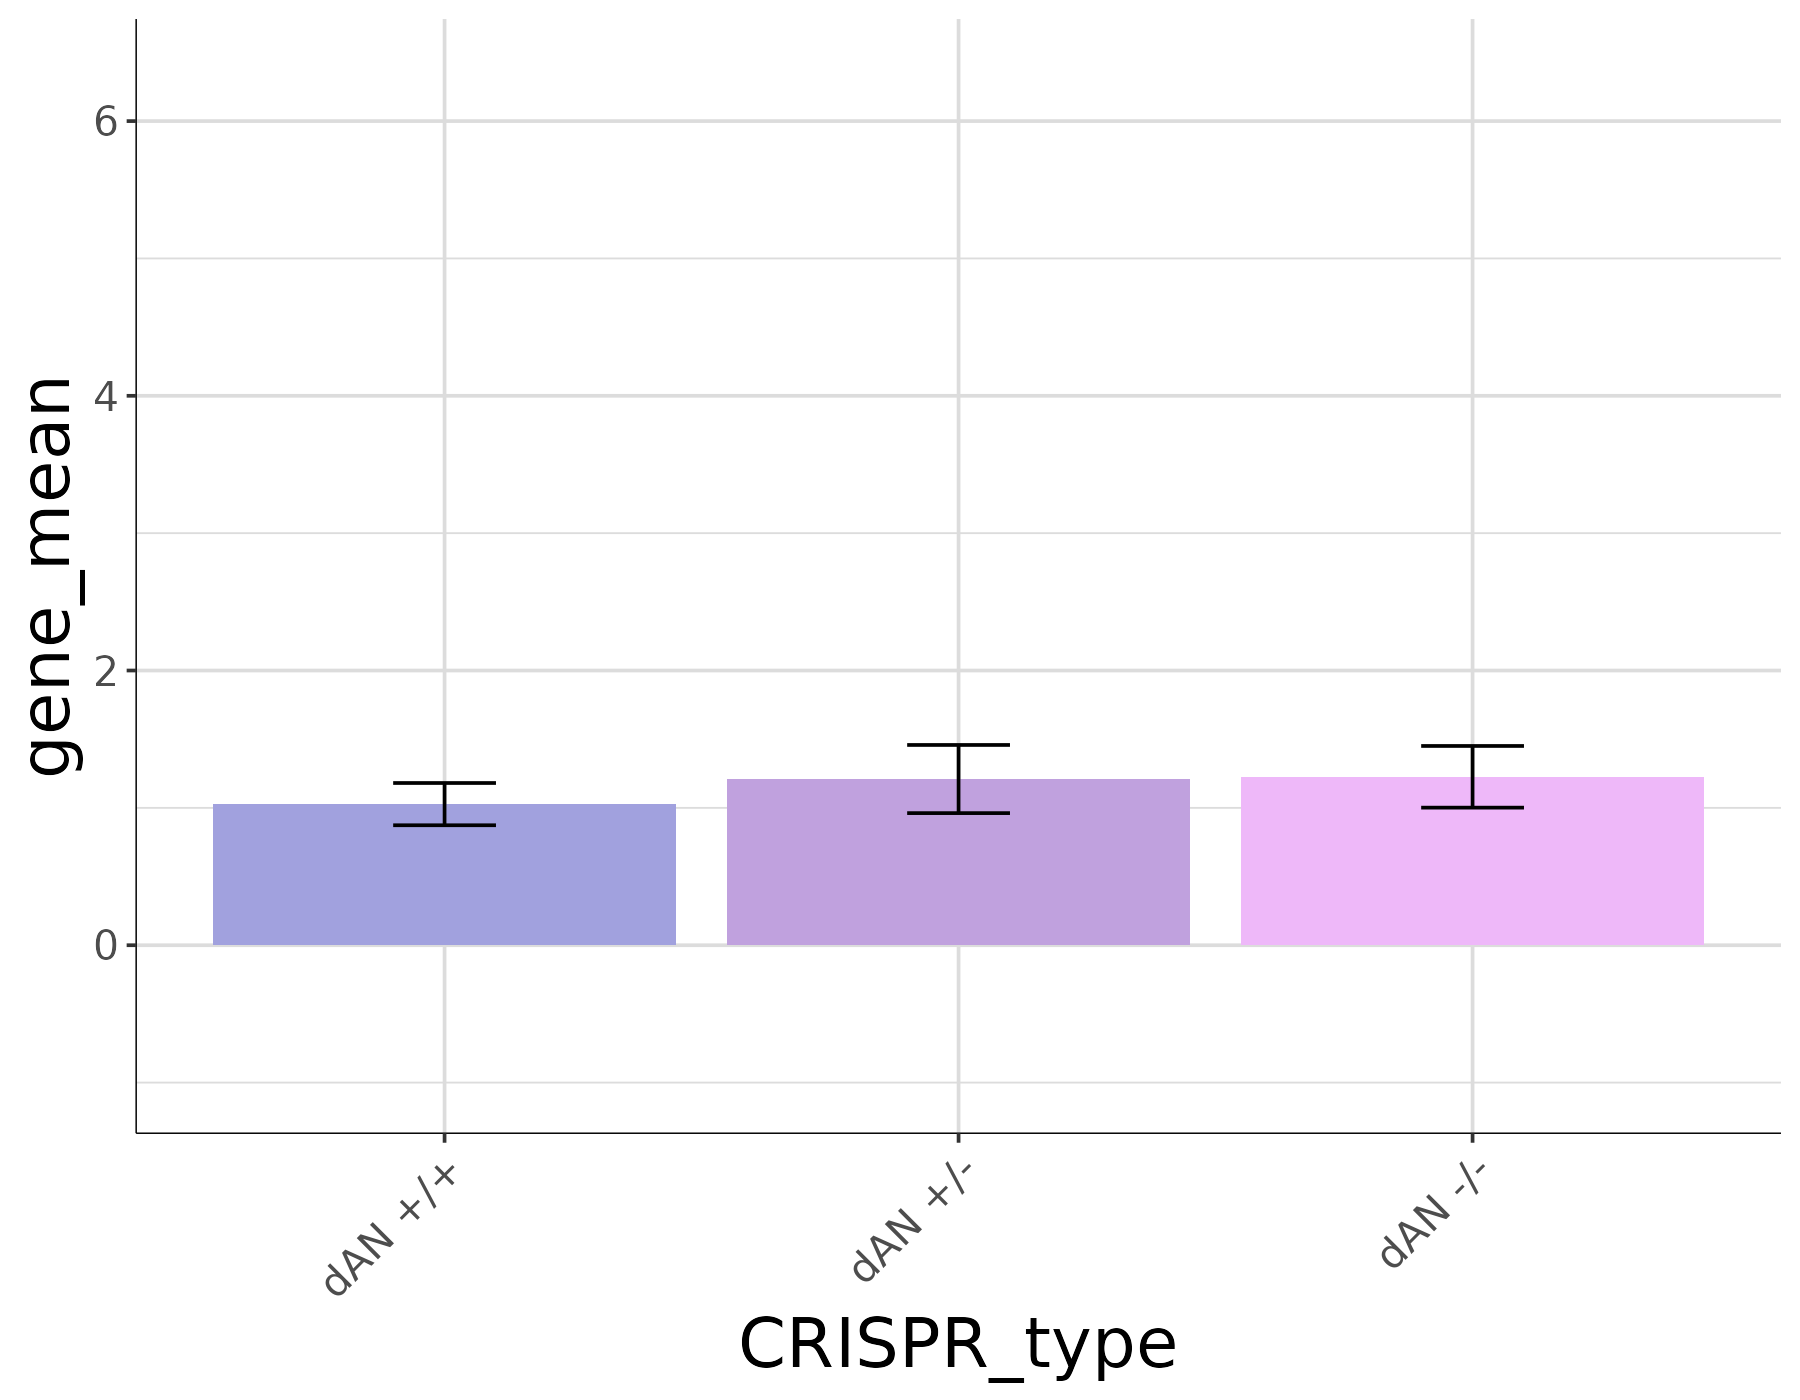 gene_mean
6
4
2
0
dAN +/+
dAN +/-
dAN -/-
CRISPR_type